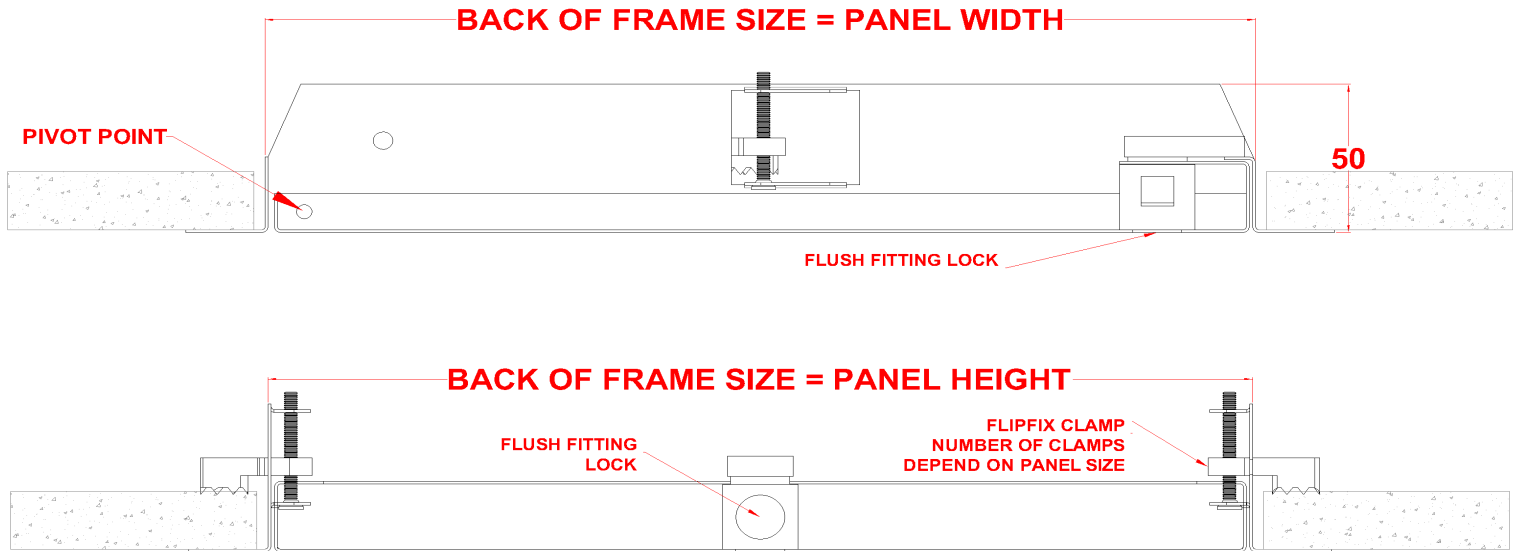 BACK OF FRAME SIZE = PANEL WIDTH
PIVOT POINT
50
FLUSH FITTING LOCK
BACK OF FRAME SIZE = PANEL HEIGHT
FLUSH FITTING
LOCK
FLIPFIX CLAMP
NUMBER OF CLAMPS
DEPEND ON PANEL SIZE